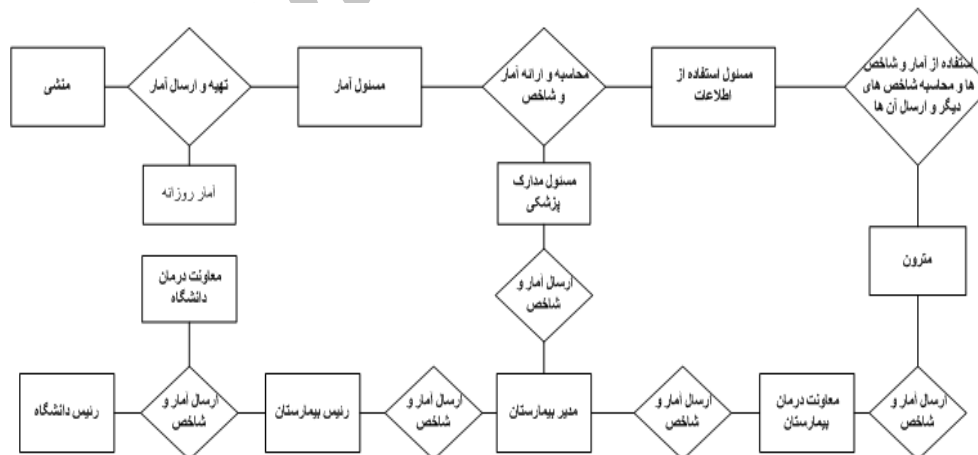 منشی
تهیه و ارسال آمار
مسئول آمار
محاسبه و ارائه آمار
و شاخص
مسئول استفاده از
اطلاعات
استفاده از آمار و شاخص
ها و محاسبه شاخص های
دیگر و ارسال آن ها
آمار روزانه
مسئول مدارک
پزشکی
معاونت درمان
دانشگاه
ارسال آمار و
شاخص
مترون
رئیس دانشگاه
ارسال آمار و
شاخص
رئیس بیمارستان
ارسال آمار و
شاخص
مدیر بیمارستان
ارسال آمار و
شاخص
معاونت درمان
بیمارستان
ارسال آمار و
شاخص